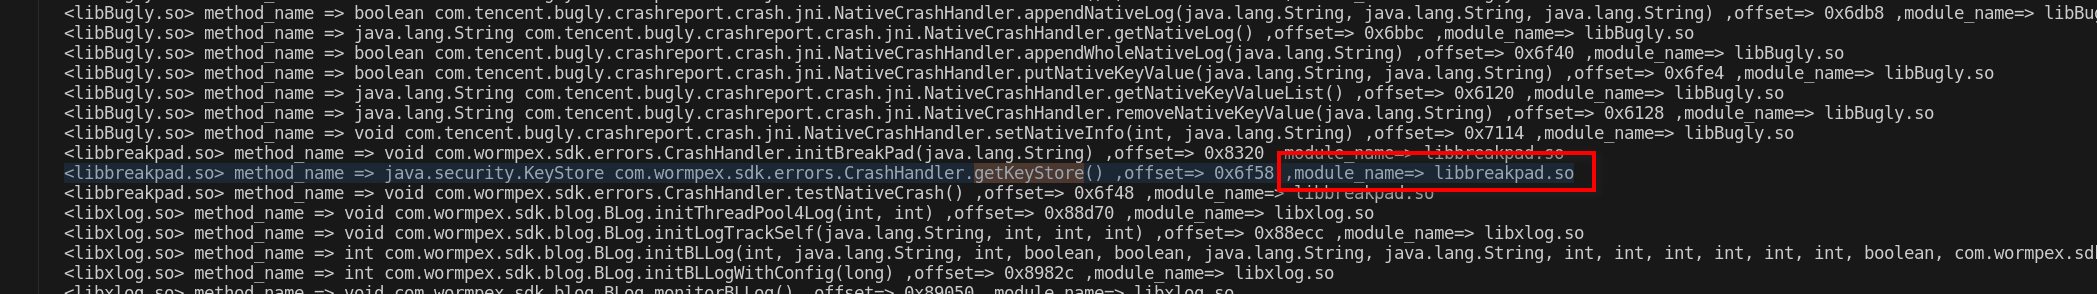 <libBugly.so> method_name => boolean com.tencent.bugly.crashreport.crash.jni.NativeCrashHandler.appendNativeLog(java.lang.String, java.lang.String, java.lang.String) ,offset=> 0x6db8 ,module_name=> libBug
<libBugly.so> method_name => java.lang.String com.tencent.bugly.crashreport.crash.jni.NativeCrashHandler.getNativeLog() ,offset=> 0x6bbc ,module_name=> libBugly.so
<libBugly.so> method_name => boolean com.tencent.bugly.crashreport.crash.jni.NativeCrashHandler.appendWholeNativeLog(java.lang.String) ,offset=> 0x6f40 ,module_name=> libBugly.so
<libBugly.so> method_name => boolean com.tencent.bugly.crashreport.crash.jni.NativeCrashHandler.putNativeKeyValue(java.lang.String, java.lang.String) ,offset=> 0x6fe4 ,module_name=> libBugly.so
<libBugly.so> method_name => java.lang.String com.tencent.bugly.crashreport.crash.jni.NativeCrashHandler.getNativeKeyValueList() ,offset=> 0x6120 ,module_name=> libBugly.so
<libBugly.so> method_name => java.lang.String com.tencent.bugly.crashreport.crash.jni.NativeCrashHandler.removeNativeKeyValue(java.lang.String) ,offset=> 0x6128 ,module_name=> libBugly.so
<libBugly.so> method_name => void com.tencent.bugly.crashreport.crash.jni.NativeCrashHandler.setNativeInfo(int, java.lang.String) ,offset=> 0x7114 ,module_name=> libBugly.so
<libbreakpad.so> method_name => void com.wormpex.sdk.errors.CrashHandler.initBreakPad(java.lang.String) ,offset=> 0x8320 ,module_name=> libbreakpad.so
<libbreakpad.so> method_name => java.security.KeyStore com.wormpex.sdk.errors.CrashHandler.getKeyStore() ,offset=> 0x6f58 ,module_name=> libbreakpad.so
<libbreakpad.so> method_name => void com.wormpex.sdk.errors.CrashHandler.testNativeCrash() ,offset=> 0x6f48 ,module_name=> libbreakpad.so
<libxlog.so> method_name => void com.wormpex.sdk.blog.BLog.initThreadPool4Log(int, int) ,offset=> 0x88d70 ,module_name=> libxlog.so
<libxlog.so> method_name => void com.wormpex.sdk.blog.BLog.initLogTrackSelf(java.lang.String, int, int, int) ,offset=> 0x88ecc ,module_name=> libxlog.so
<libxlog.so> method_name => int com.wormpex.sdk.blog.BLog.initBLLog(int, java.lang.String, int, boolean, boolean, java.lang.String, java.lang.String, int, int, int, int, int, boolean, com.wormpex.sd
<libxlog.so> method_name => int com.wormpex.sdk.blog.BLog.initBLLogWithConfig(long) ,offset=> 0x8982c ,module_name=> libxlog.so
<libxlog.so> method_name => void com.wormpex.sdk.blog.BLog.monitorBLLog() ,offset=> 0x89050 ,module_name=> libxlog.so